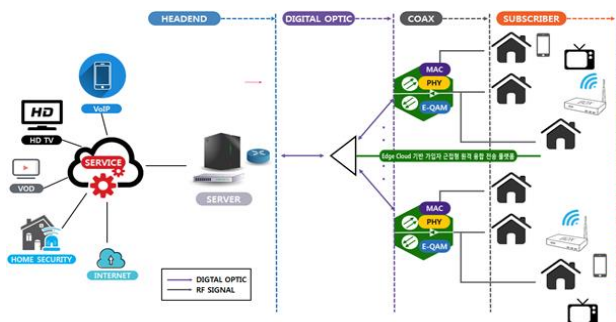 HEADEND
DIGITAL OPTIC
COAX
SUBSCRIBER
VoIP
HD
HD TV
SERVICE
VOD
HOME SECURITY
INTERNET
SERVER
MAC
PHY
E-QAM
Edge Cloud 기반 가입자 근접형 원격 융합 전송 플랫폼
MAC
PHY
E-QAM
DIGTAL OPTIC
RF SIGNAL